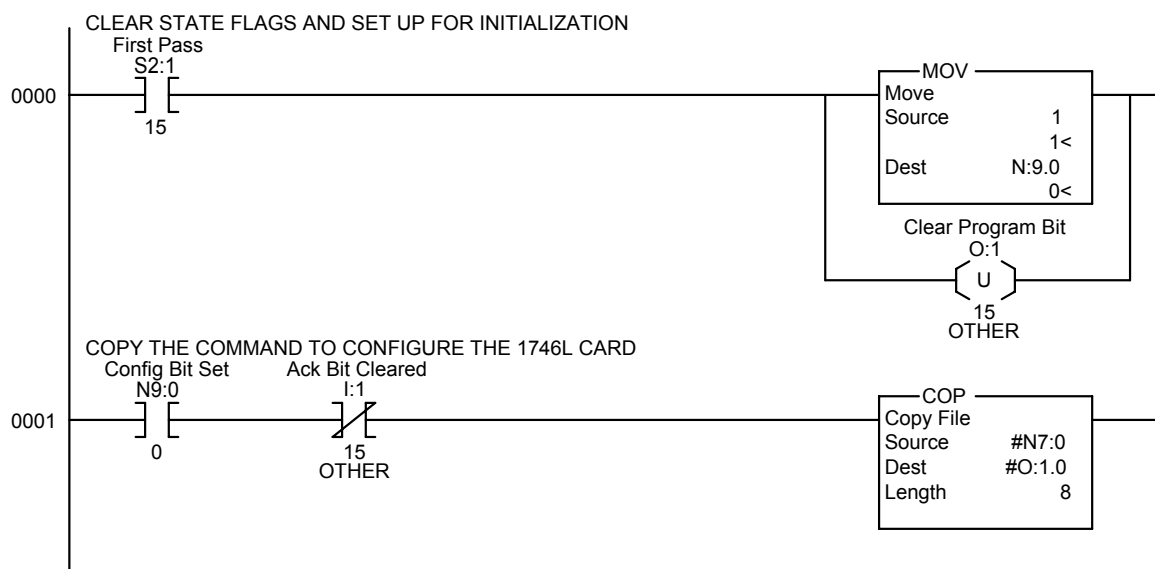 CLEAR STATE FLAGS AND SET UP FOR INITIALIZATION
First Pass
S2:1
0000
15
MOV
Move
Source 1
1<
Dest N:9.0
0<
Clear Program Bit
O:1
U
15
OTHER
COPY THE COMMAND TO CONFIGURE THE 1746L CARD
Config Bit Set Ack Bit Cleared
N9:0 I:1
0001
0 15
OTHER
COP
Copy File
Source #N7:0
Dest #O:1.0
Length 8